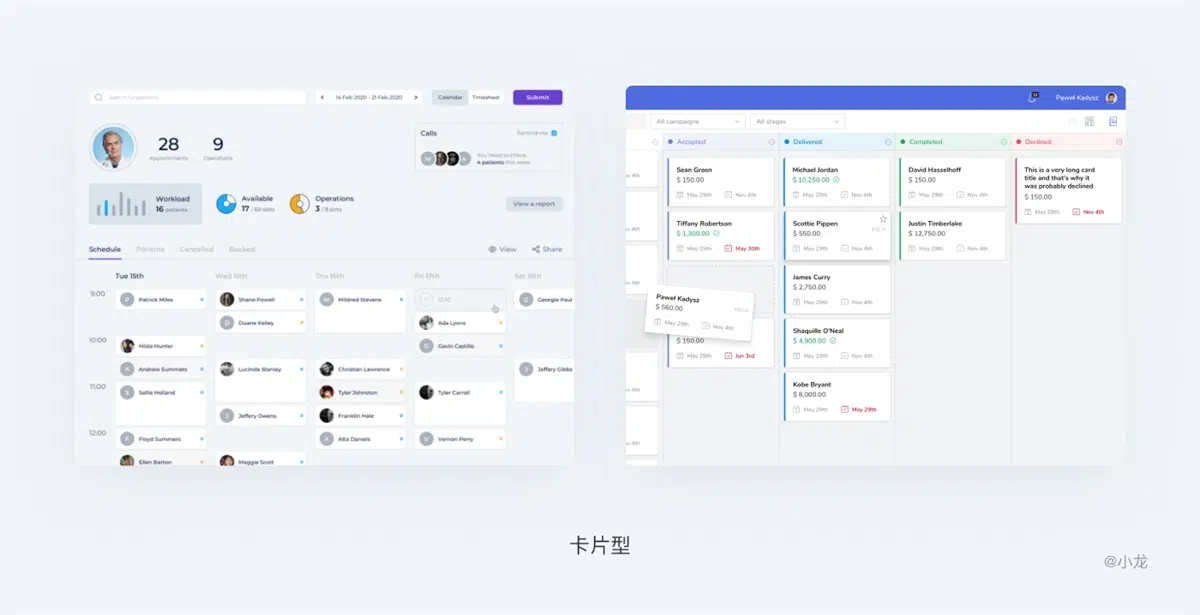 Search for patients
14 Feb 2020 - 21 Feb 2020
Calendar
Timesheet
Submit
28
Appointments
9
Operations
Calls
Remind me
You need to check
4 patients this week
Workload
16 patients
Available
17 / 68 slots
Operations
3 / 8 slots
View a report
Schedule
Patients
Cancelled
Booked
View
Share
Tue 15th
Wed 16th
Thu 16th
Fri 17th
Sat 18th
9:00
P Patrick Miles
Shane Powell
M Mildred Stevens
G Georgie Paul
D Duane Kelley
Ada Lyons
10:00
Hilda Hunter
G Gavin Castillo
A Andrew Summers
Lucinda Stanley
Christian Lawrence
J Jeffery Gibbs
11:00
S Sallie Holland
Tyler Johnston
Tyler Carroll
J Jeffery Owens
Franklin Hale
12:00
F Floyd Summers
A Alta Daniels
V Vernon Perry
Ellen Barton
Maggie Scott
Paweł Kadysz
All campaigns
All stages
Accepted
Delivered
Completed
Declined
Sean Green
$ 150.00
May 29th
Nov 4th
Tiffany Robertson
$ 1,300.00
May 29th
May 30th
Paweł Kadysz
$ 560.00
May 29th
Nov 4th
$ 150.00
May 29th
Jun 3rd
Michael Jordan
$ 10,250.00
May 29th
Nov 4th
Scottie Pippen
$ 550.00
May 29th
Nov 4th
James Curry
$ 2,750.00
May 29th
Nov 4th
Shaquille O'Neal
$ 4,900.00
May 29th
Nov 4th
Kobe Bryant
$ 8,000.00
May 29th
May 29th
David Hasselhoff
$ 150.00
May 29th
Nov 4th
Justin Timberlake
$ 12,750.00
May 29th
Nov 4th
This is a very long card
title and that's why it
was probably declined
$ 150.00
May 29th
Nov 4th
卡片型
@小龙